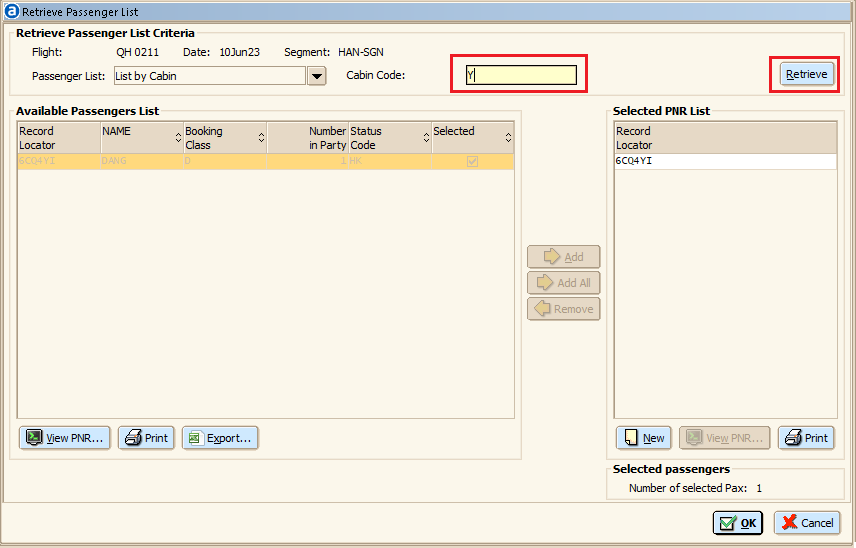 a Retrieve Passenger List
Retrieve Passenger List Criteria
Flight: QH 0211 Date: 10Jun23 Segment: HAN-SGN
Passenger List: List by Cabin Cabin Code: Y Retrieve
Available Passengers List
Record Locator NAME Booking Class Number in Party Status Code Selected
6CQ4YI DANG D 1 HK
Add
Add All
Remove
View PNR... Print Export...
Selected PNR List
Record
Locator
6CQ4YI
New View PNR... Print
Selected passengers
Number of selected Pax: 1
OK Cancel